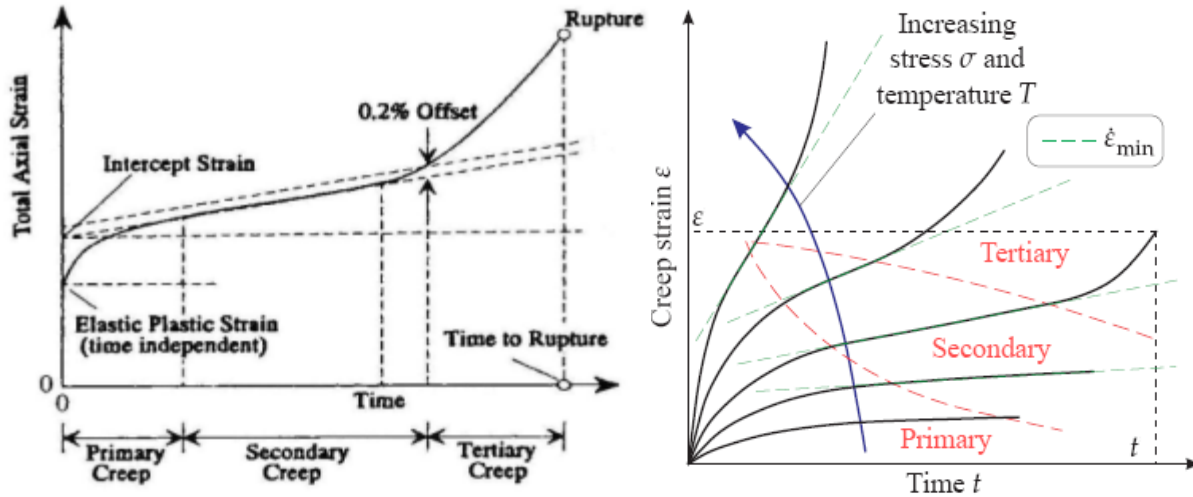 Rupture
0.2% Offset
Intercept Strain
Total Axial Strain
Elastic Plastic Strain
(time independent)
Time to Rupture
0
0
Time
Primary
Creep
Secondary
Creep
Tertiary
Creep
Increasing
stress σ and
temperature T
ε̇min
ε
Creep strain ε
Tertiary
Secondary
Primary
t
Time t